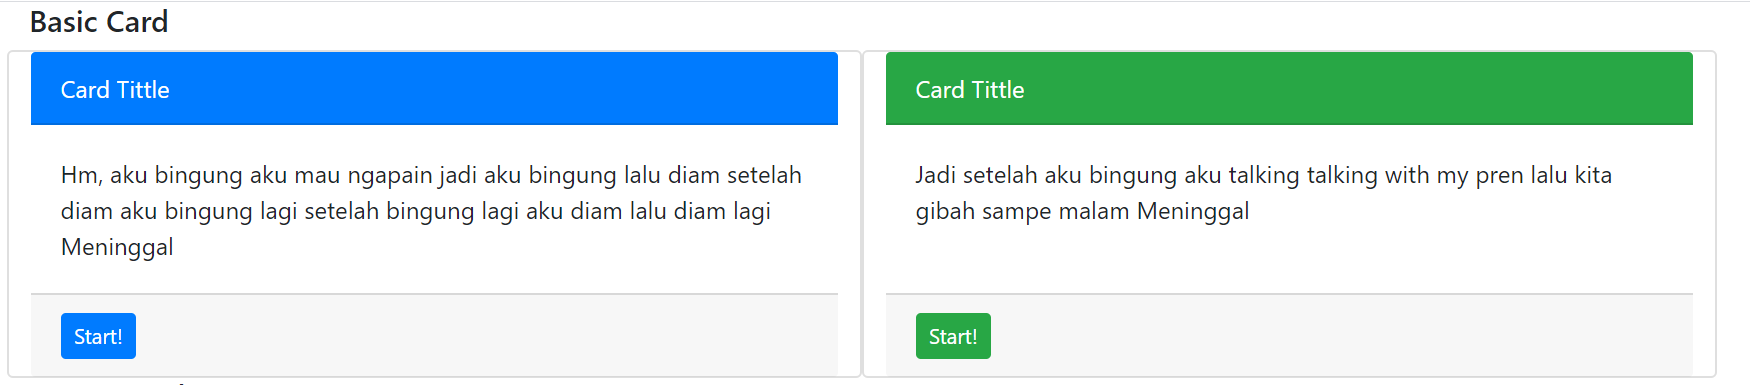 Basic Card
Card Tittle
Hm, aku bingung aku mau ngapain jadi aku bingung lalu diam setelah
diam aku bingung lagi setelah bingung lagi aku diam lalu diam lagi
Meninggal
Start!
Card Tittle
Jadi setelah aku bingung aku talking talking with my pren lalu kita
gibah sampe malam Meninggal
Start!